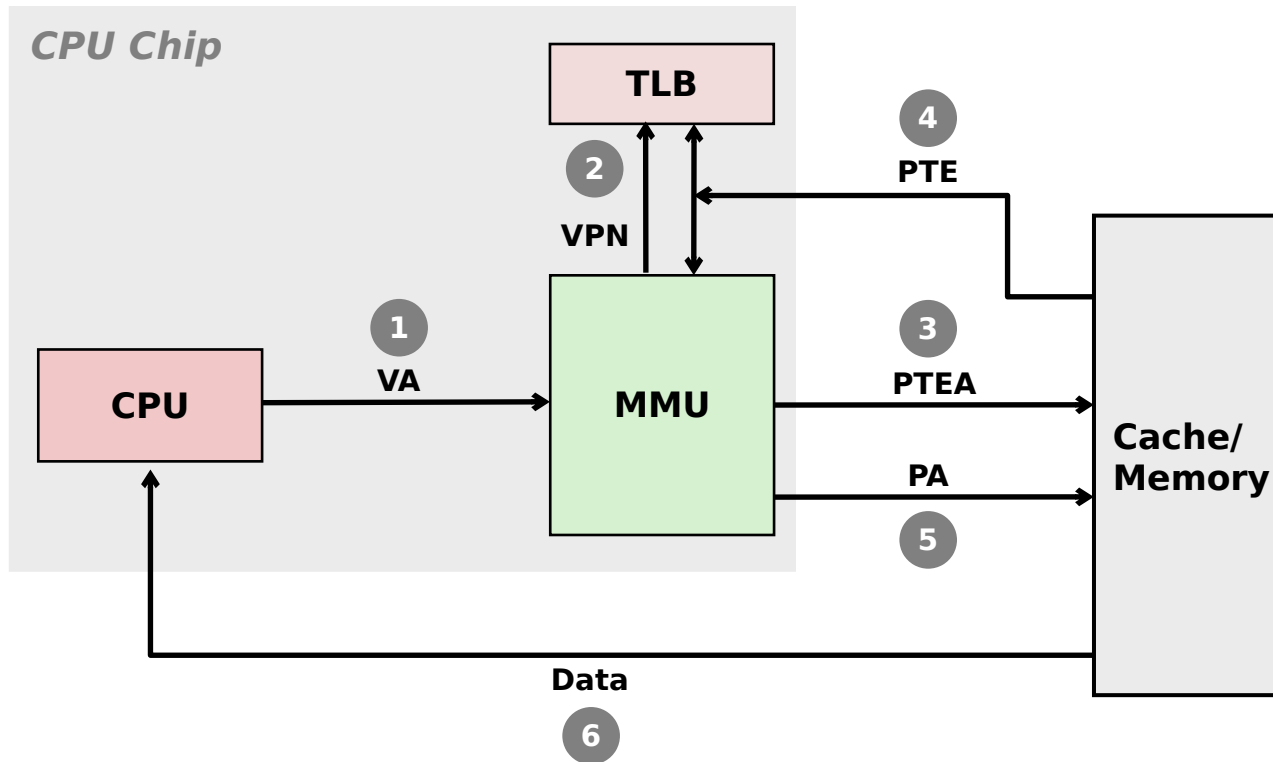 CPU Chip
TLB
4
2
PTE
VPN
1
3
VA
PTEA
CPU
MMU
Cache/
Memory
PA
5
Data
6